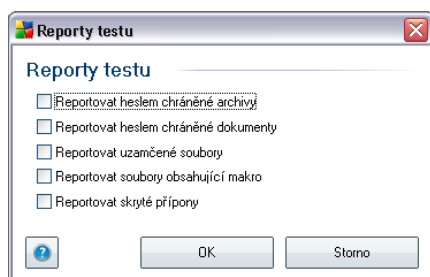 Reporty testu
Reporty testu
Reportovat heslem chráněné archivy
Reportovat heslem chráněné dokumenty
Reportovat uzamčené soubory
Reportovat soubory obsahující makro
Reportovat skryté přípony
?
OK
Storno